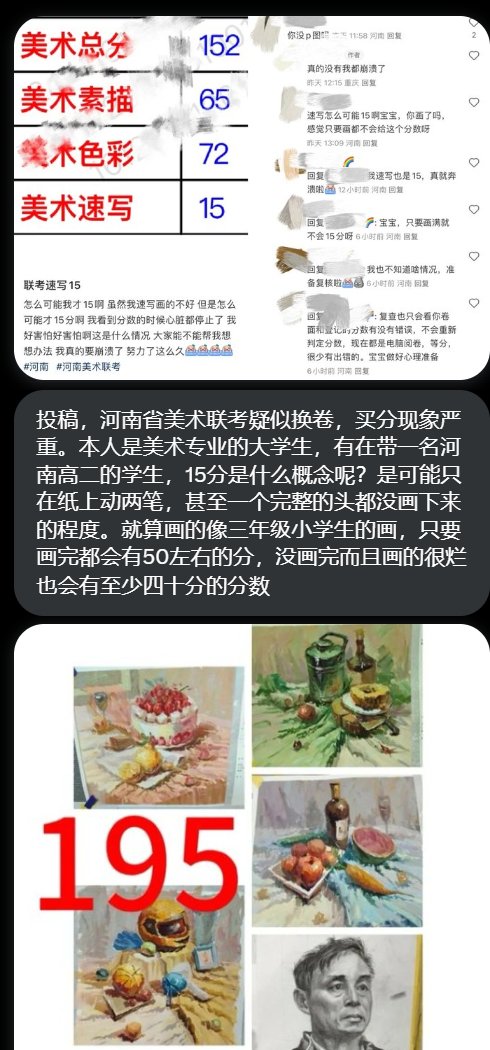 美术总分 152
美术素描 65
美术色彩 72
美术速写 15
联考速写15
怎么可能我才15啊 虽然我速写画的不好 但是怎么
可能才15分啊 我看到分数的时候心脏都停止了 我
好害怕好害怕啊这是什么情况 大家能不能帮我想
想办法 我真的要崩溃了 努力了这么久
#河南 #河南美术联考
你没p图吧 11:58 河南 回复
2
作者
真的没有我都崩溃了
昨天 12:15 重庆 回复
速写怎么可能15啊宝宝，你画了吗，
感觉只要画都不会给这个分数呀
昨天 13:09 河南 回复
回复
我速写也是15，真就奔
溃啦 12小时前 河南 回复
回复 : 宝宝，只要画满就
不会15分呀 6小时前 河南 回复
回复 我也不知道啥情况，准
备复核啦 6小时前 河南 回复
回复 : 复查也只会看你卷
面和登记的分数有没有错误，不会重新
判定分数，现在都是电脑阅卷，等分，
很少有出错的。宝宝做好心理准备
6小时前 河南 回复
投稿，河南省美术联考疑似换卷，买分现象严
重。本人是美术专业的大学生，有在带一名河
南高二的学生，15分是什么概念呢？是可能只
在纸上动两笔，甚至一个完整的头都没画下来
的程度。就算画的像三年级小学生的画，只要
画完都会有50左右的分，没画完而且画的很烂
也会有至少四十分的分数
195